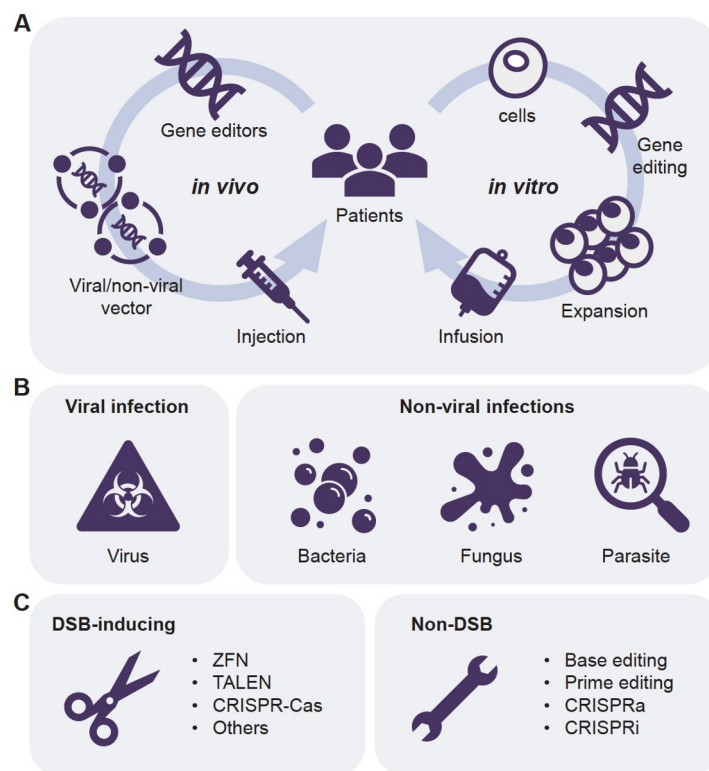 A
Gene editors
in vivo
Viral/non-viral
vector
Injection
Patients
cells
Gene
editing
in vitro
Expansion
Infusion
B
Viral infection
Virus
Non-viral infections
Bacteria
Fungus
Parasite
C
DSB-inducing
• ZFN
• TALEN
• CRISPR-Cas
• Others
Non-DSB
• Base editing
• Prime editing
• CRISPRa
• CRISPRi